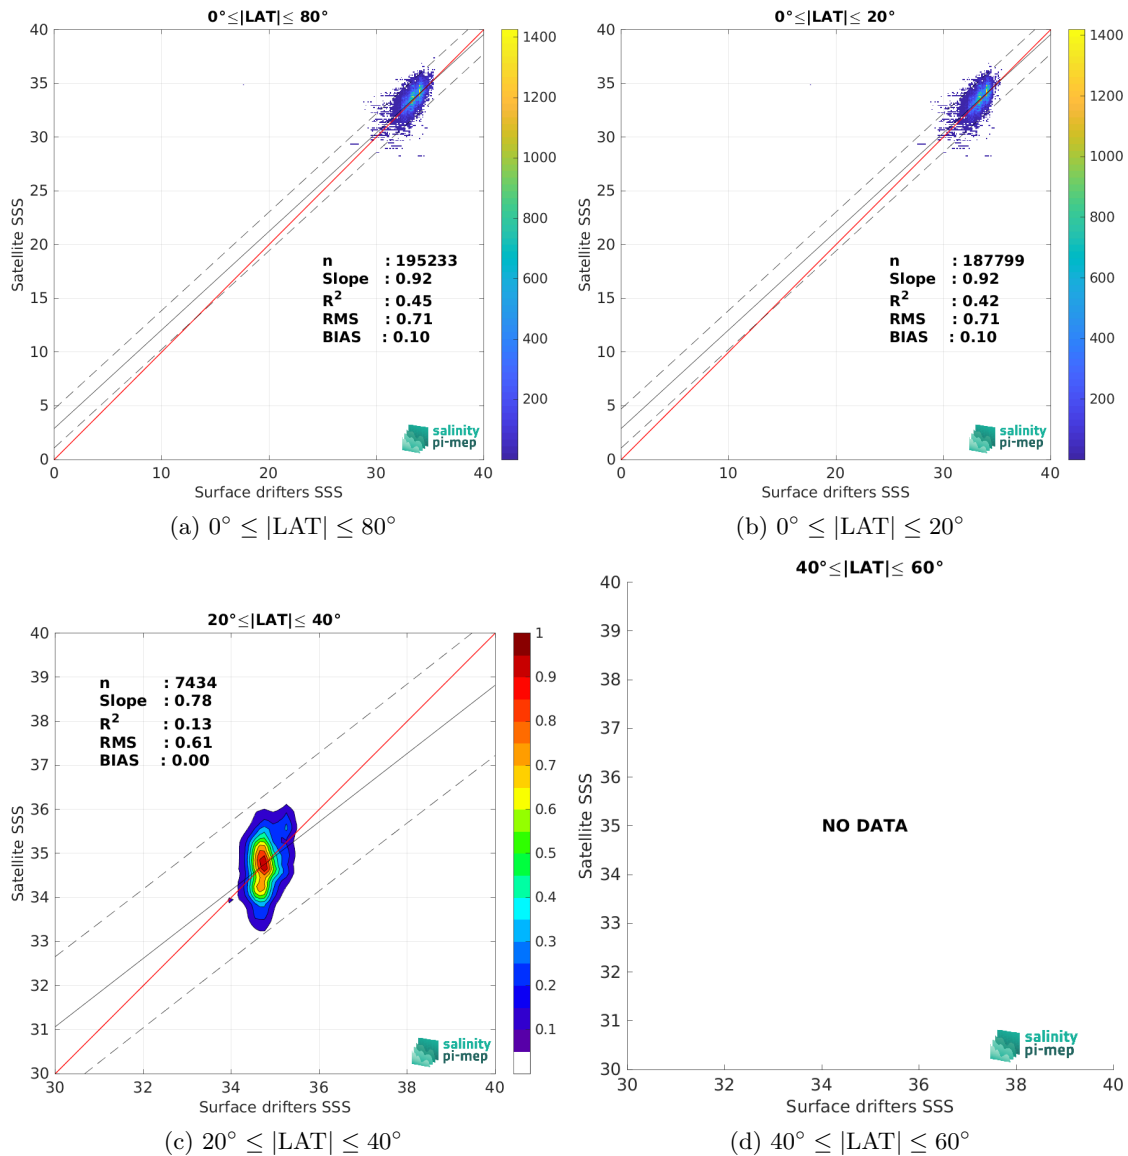 0°≤|LAT|≤ 80°
40
35
30
25
20
15
10
5
0
Satellite SSS
n : 195233
Slope : 0.92
R² : 0.45
RMS : 0.71
BIAS : 0.10
salinity
pi-mep
0 10 20 30 40
Surface drifters SSS
1400
1200
1000
800
600
400
200
(a) 0° ≤ |LAT| ≤ 80°
0°≤|LAT|≤ 20°
40
35
30
25
20
15
10
5
0
Satellite SSS
n : 187799
Slope : 0.92
R² : 0.42
RMS : 0.71
BIAS : 0.10
salinity
pi-mep
0 10 20 30 40
Surface drifters SSS
1400
1200
1000
800
600
400
200
(b) 0° ≤ |LAT| ≤ 20°
20°≤|LAT|≤ 40°
40
39
38
37
36
35
34
33
32
31
30
Satellite SSS
n : 7434
Slope : 0.78
R² : 0.13
RMS : 0.61
BIAS : 0.00
salinity
pi-mep
30 32 34 36 38 40
Surface drifters SSS
1
0.9
0.8
0.7
0.6
0.5
0.4
0.3
0.2
0.1
(c) 20° ≤ |LAT| ≤ 40°
40°≤|LAT|≤ 60°
40
39
38
37
36
35
34
33
32
31
30
Satellite SSS
NO DATA
salinity
pi-mep
30 32 34 36 38 40
Surface drifters SSS
(d) 40° ≤ |LAT| ≤ 60°